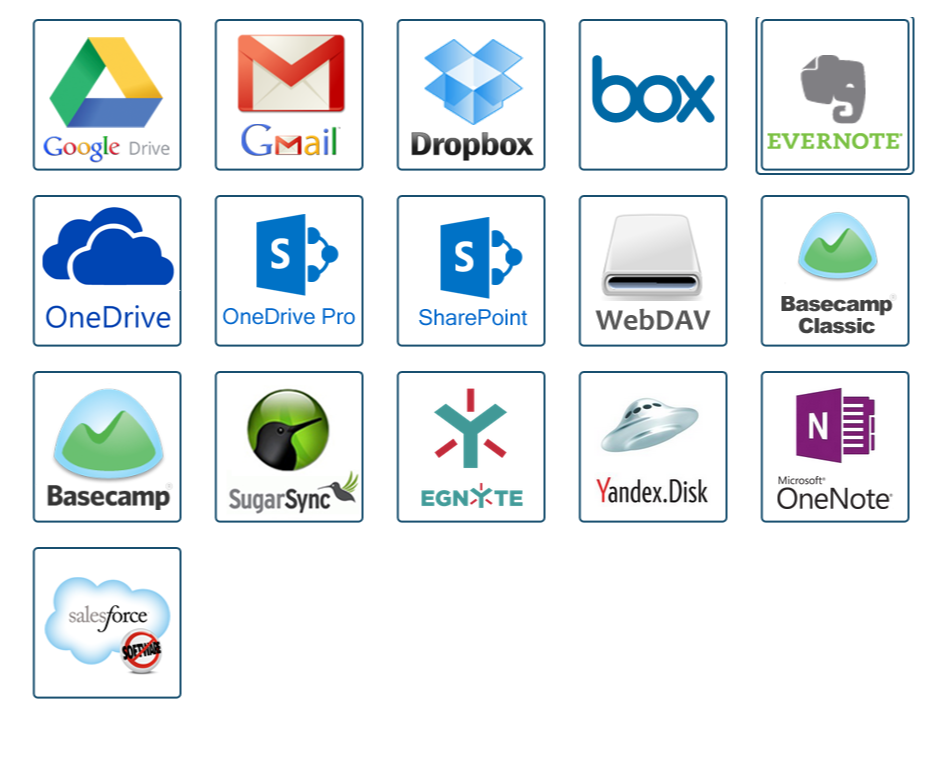 Google Drive
Gmail
Dropbox
box
EVERNOTE
OneDrive
S
OneDrive Pro
S
SharePoint
WebDAV
Basecamp
Classic
Basecamp
SugarSync
EGNYTE
Yandex.Disk
N
Microsoft®
OneNote
salesforce
SOFTWARE